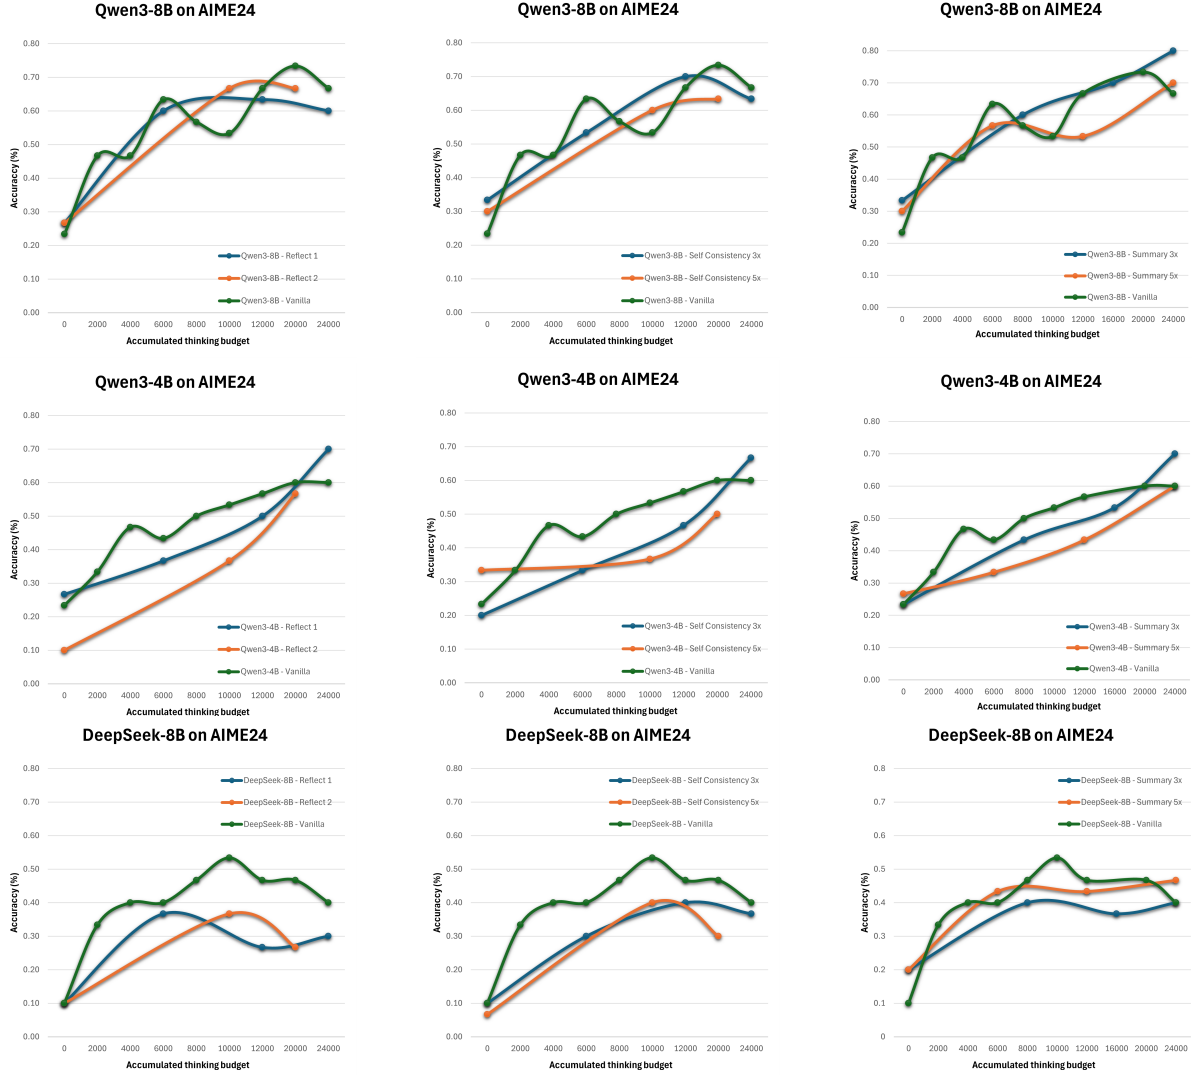 Qwen3-8B on AIME24
Accuraccy (%)
0.80
0.70
0.60
0.50
0.40
0.30
0.20
0.10
0.00
Qwen3-8B - Reflect 1
Qwen3-8B - Reflect 2
Qwen3-8B - Vanilla
0 2000 4000 6000 8000 10000 12000 20000 24000
Accumulated thinking budget
Qwen3-8B on AIME24
Accuraccy (%)
0.80
0.70
0.60
0.50
0.40
0.30
0.20
0.10
0.00
Qwen3-8B - Self Consistency 3x
Qwen3-8B - Self Consistency 5x
Qwen3-8B - Vanilla
0 2000 4000 6000 8000 10000 12000 20000 24000
Accumulated thinking budget
Qwen3-8B on AIME24
Accuraccy (%)
0.80
0.70
0.60
0.50
0.40
0.30
0.20
0.10
0.00
Qwen3-8B - Summary 3x
Qwen3-8B - Summary 5x
Qwen3-8B - Vanilla
0 2000 4000 6000 8000 10000 12000 16000 20000 24000
Accumulated thinking budget
Qwen3-4B on AIME24
Accuraccy (%)
0.80
0.70
0.60
0.50
0.40
0.30
0.20
0.10
0.00
Qwen3-4B - Reflect 1
Qwen3-4B - Reflect 2
Qwen3-4B - Vanilla
0 2000 4000 6000 8000 10000 12000 20000 24000
Accumulated thinking budget
Qwen3-4B on AIME24
Accuraccy (%)
0.80
0.70
0.60
0.50
0.40
0.30
0.20
0.10
0.00
Qwen3-4B - Self Consistency 3x
Qwen3-4B - Self Consistency 5x
Qwen3-4B - Vanilla
0 2000 4000 6000 8000 10000 12000 20000 24000
Accumulated thinking budget
Qwen3-4B on AIME24
Accuraccy (%)
0.80
0.70
0.60
0.50
0.40
0.30
0.20
0.10
0.00
Qwen3-4B - Summary 3x
Qwen3-4B - Summary 5x
Qwen3-4B - Vanilla
0 2000 4000 6000 8000 10000 12000 16000 20000 24000
Accumulated thinking budget
DeepSeek-8B on AIME24
Accuraccy (%)
0.80
0.70
0.60
0.50
0.40
0.30
0.20
0.10
0.00
DeepSeek-8B - Reflect 1
DeepSeek-8B - Reflect 2
DeepSeek-8B - Vanilla
0 2000 4000 6000 8000 10000 12000 20000 24000
Accumulated thinking budget
DeepSeek-8B on AIME24
Accuraccy (%)
0.80
0.70
0.60
0.50
0.40
0.30
0.20
0.10
0.00
DeepSeek-8B - Self Consistency 3x
DeepSeek-8B - Self Consistency 5x
DeepSeek-8B - Vanilla
0 2000 4000 6000 8000 10000 12000 20000 24000
Accumulated thinking budget
DeepSeek-8B on AIME24
Accuraccy (%)
0.8
0.7
0.6
0.5
0.4
0.3
0.2
0.1
0
DeepSeek-8B - Summary 3x
DeepSeek-8B - Summary 5x
DeepSeek-8B - Vanilla
0 2000 4000 6000 8000 10000 12000 16000 20000 24000
Accumulated thinking budget